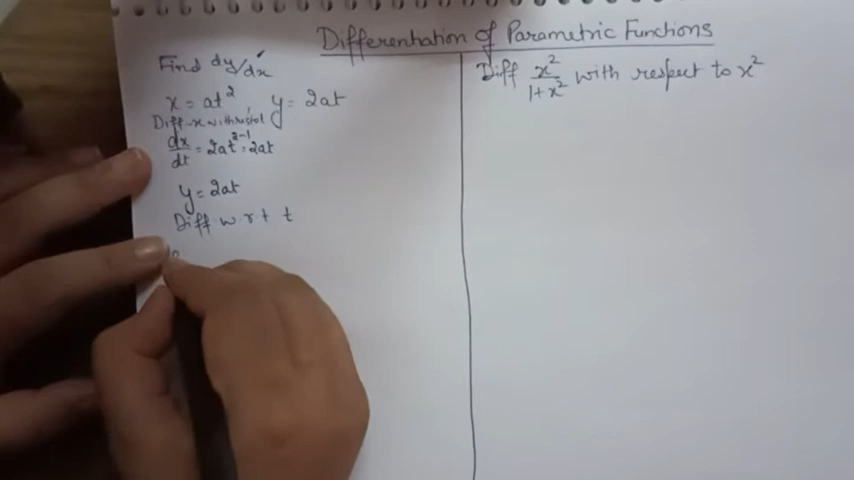 Differentiation of Parametric Functions
Find dy/dx
x = at², y = 2at
Diff x with rs to t
dx/dt = 2at²⁻¹ = 2at
y = 2at
Diff w.r.t t
Diff x²/1+x² with respect to x²